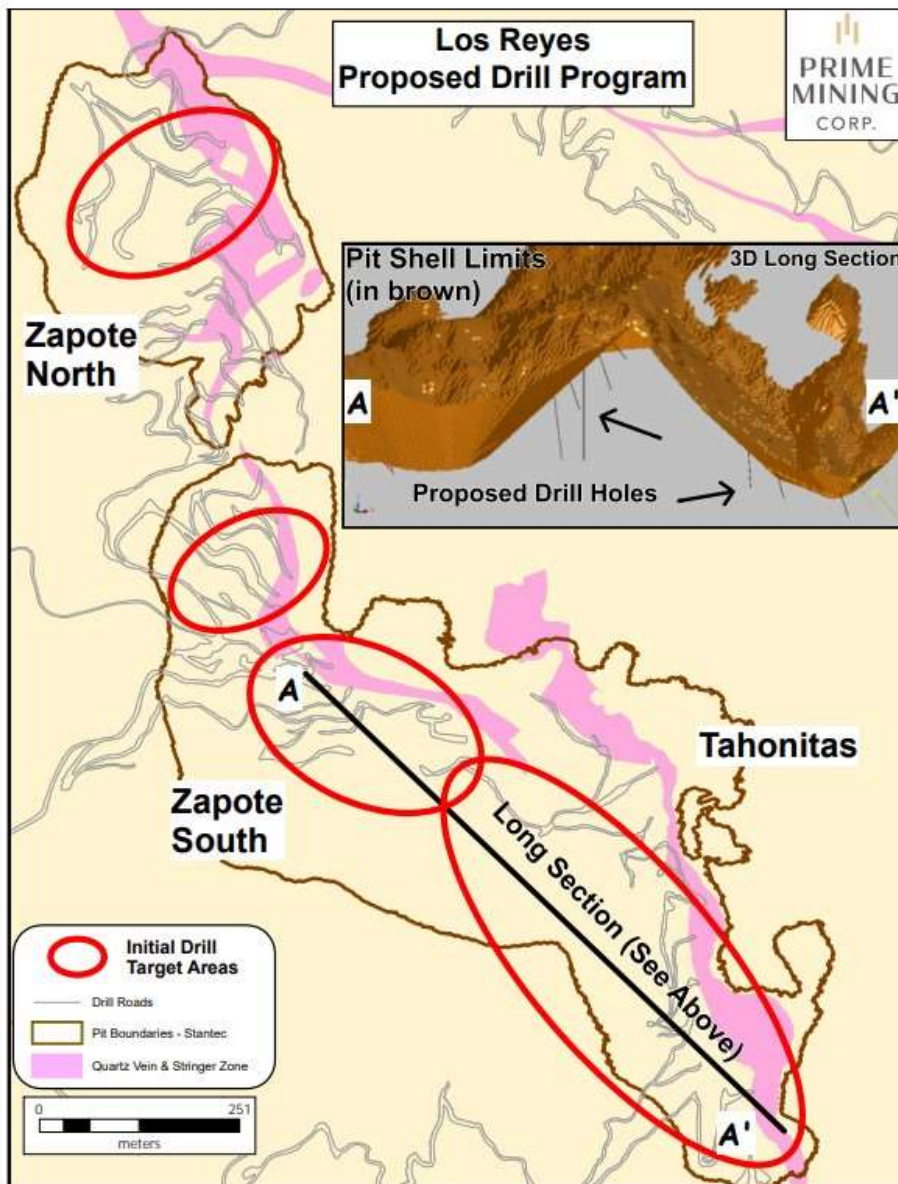 Los Reyes
Proposed Drill Program
PRIME
MINING
CORP.
Pit Shell Limits
(in brown)
3D Long Section
A
A'
Proposed Drill Holes
Zapote
North
A
Zapote
South
Tahonitas
Long Section (See Above)
A'
Initial Drill
Target Areas
Drill Roads
Pit Boundaries - Stantec
Quartz Vein & Stringer Zone
0 251
meters